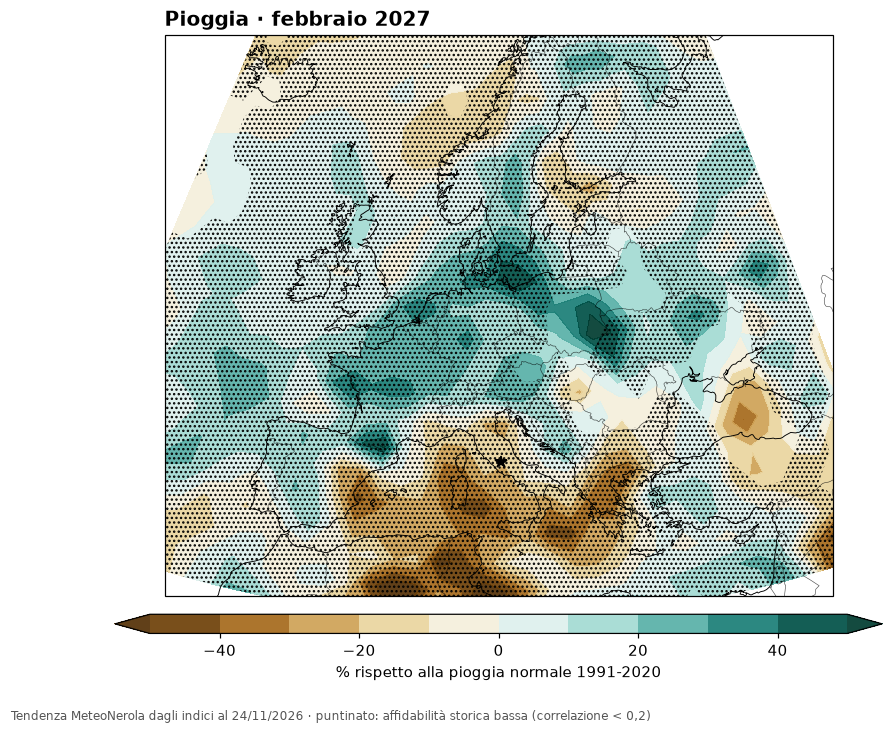 Pioggia · febbraio 2027
−40 −20 0 20 40
% rispetto alla pioggia normale 1991-2020
Tendenza MeteoNerola dagli indici al 24/11/2026 · puntinato: affidabilità storica bassa (correlazione < 0,2)